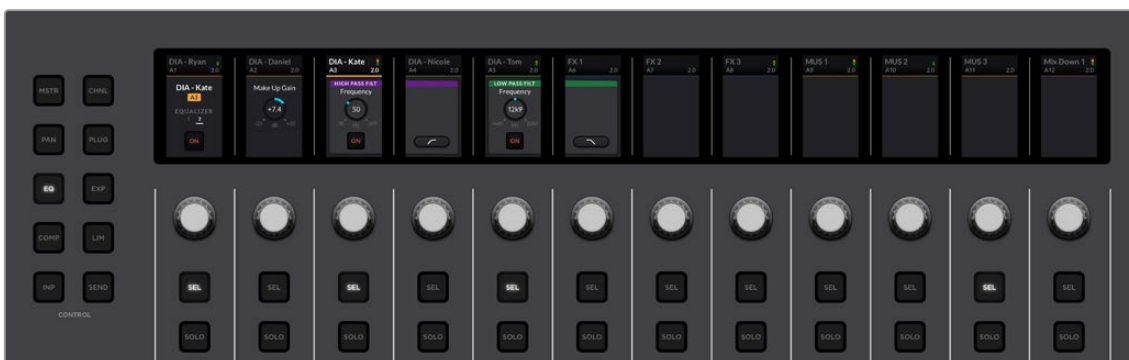 DIA - Ryan DIA - Daniel DIA - Kate DIA - Nicole DIA - Tom FX 1 FX 2 FX 3 MUS 1 MUS 2 MUS 3 Mix Down 1
A1 2.0 A2 2.0 A3 2.0 A4 2.0 A5 2.0 A6 2.0 A7 2.0 A8 2.0 A9 2.0 A10 2.0 A11 2.0 A12 2.0
DIA - Kate Make Up Gain HIGH PASS FILT LOW PASS FILT
A3 Frequency Frequency
MSTR CHNL
EQUALIZER +7.4 50 12k9
1 2
PAN PLUG
ON ON ON
EQ EXP
COMP LIM
INP SEND
CONTROL
SEL SEL SEL SEL SEL SEL SEL SEL SEL SEL SEL SEL
SOLO SOLO SOLO SOLO SOLO SOLO SOLO SOLO SOLO SOLO SOLO SOLO